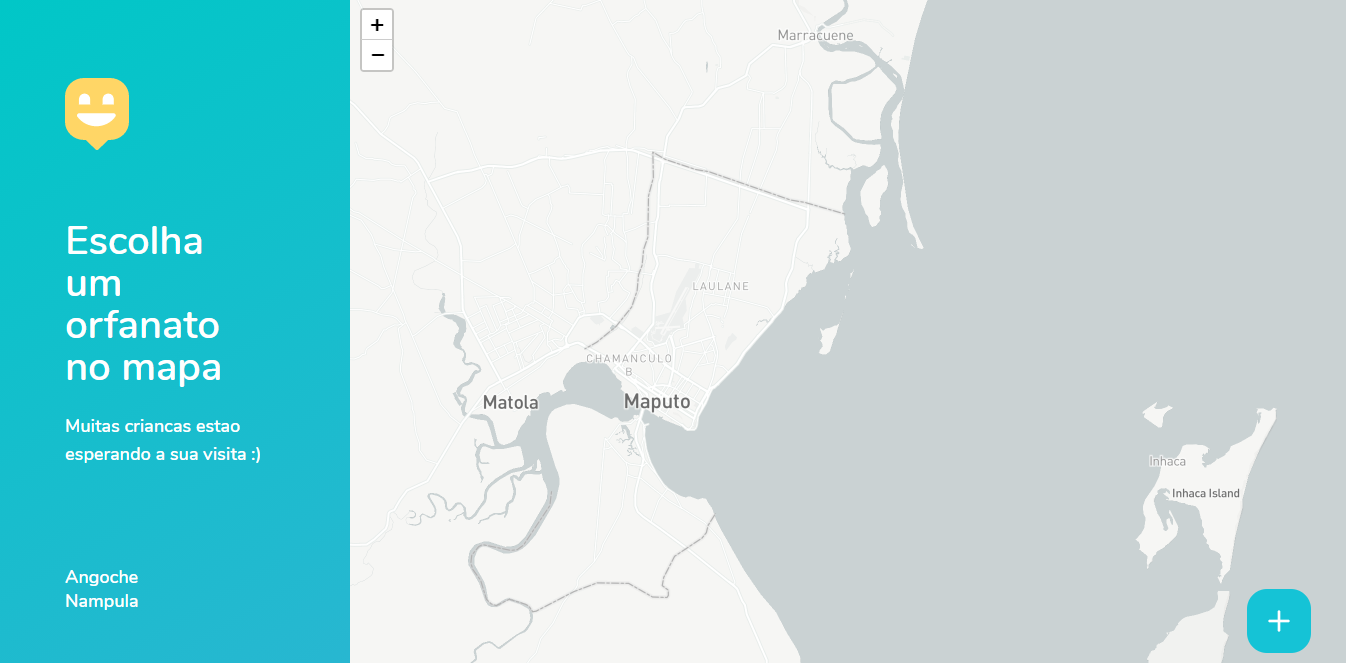 Escolha
um
orfanato
no mapa
Muitas criancas estao
esperando a sua visita :)
Angoche
Nampula
+
−
Marracuene
LAULANE
CHAMANCULO
B
Matola
Maputo
Inhaca
Inhaca Island
+